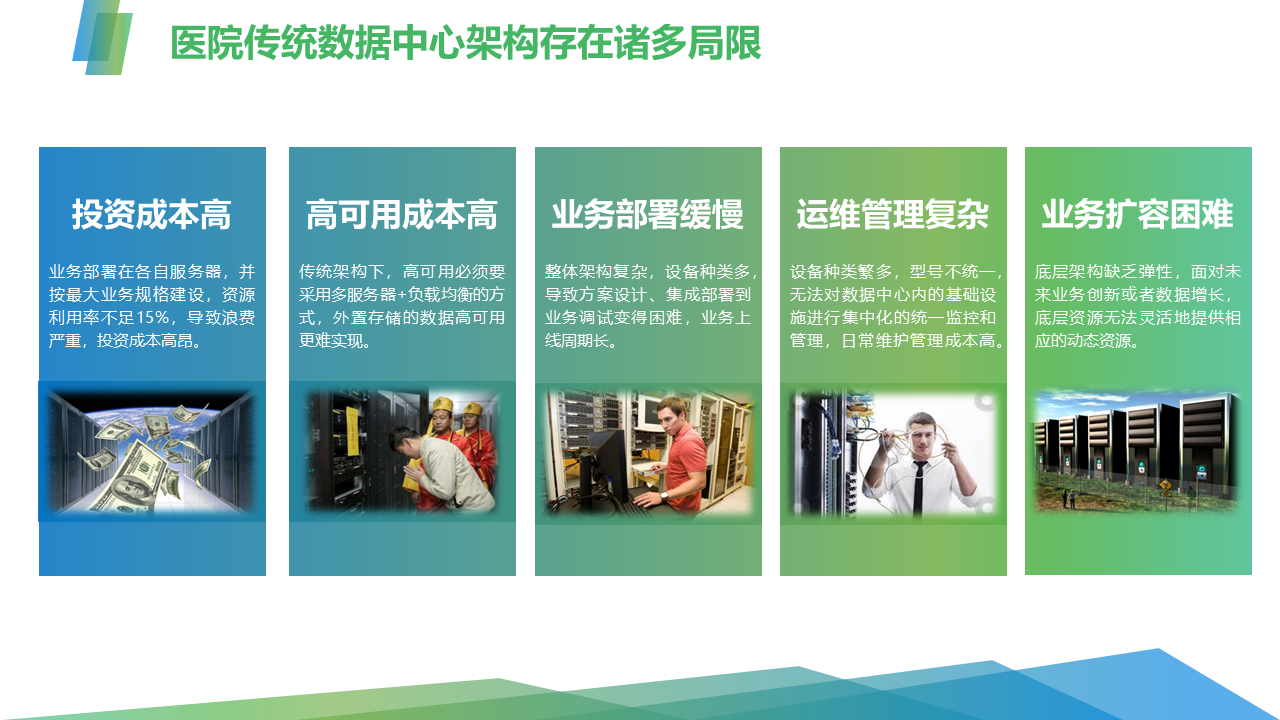 医院传统数据中心架构存在诸多局限
投资成本高
业务部署在各自服务器，并
按最大业务规格建设，资源
利用率不足15%，导致浪费
严重，投资成本高昂。
高可用成本高
传统架构下，高可用必须要
采用多服务器+负载均衡的方
式，外置存储的数据高可用
更难实现。
业务部署缓慢
整体架构复杂，设备种类多，
导致方案设计、集成部署到
业务调试变得困难，业务上
线周期长。
运维管理复杂
设备种类繁多，型号不统一，
无法对数据中心内的基础设
施进行集中化的统一监控和
管理，日常维护管理成本高。
业务扩容困难
底层架构缺乏弹性，面对未
来业务创新或者数据增长，
底层资源无法灵活地提供相
应的动态资源。